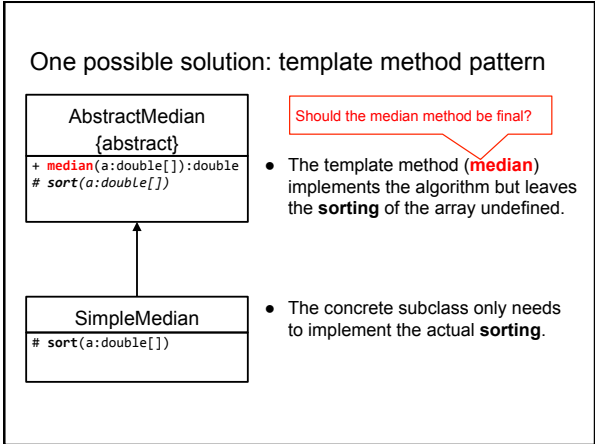 One possible solution: template method pattern
AbstractMedian
{abstract}
+ median(a:double[]):double
# sort(a:double[])
Should the median method be final?
● The template method (median)
implements the algorithm but leaves
the sorting of the array undefined.
SimpleMedian
# sort(a:double[])
● The concrete subclass only needs
to implement the actual sorting.